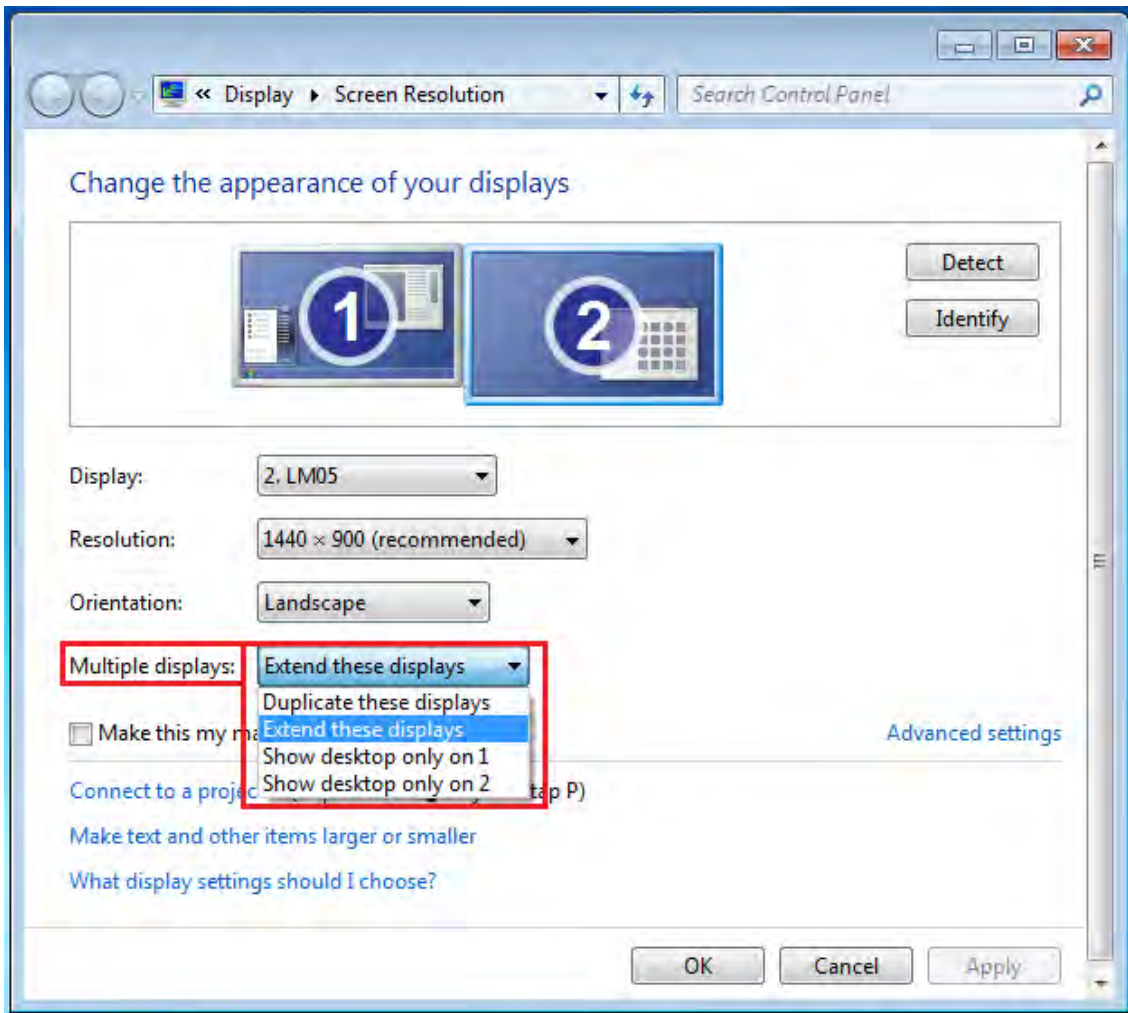 « Display ▸ Screen Resolution
Search Control Panel
Change the appearance of your displays
1
2
Detect
Identify
Display: 2. LM05
Resolution: 1440 × 900 (recommended)
Orientation: Landscape
Multiple displays: Extend these displays
Duplicate these displays
Extend these displays
Show desktop only on 1
Show desktop only on 2
Make this my
Advanced settings
Connect to a tap P)
Make text and other items larger or smaller
What display settings should I choose?
OK Cancel Apply